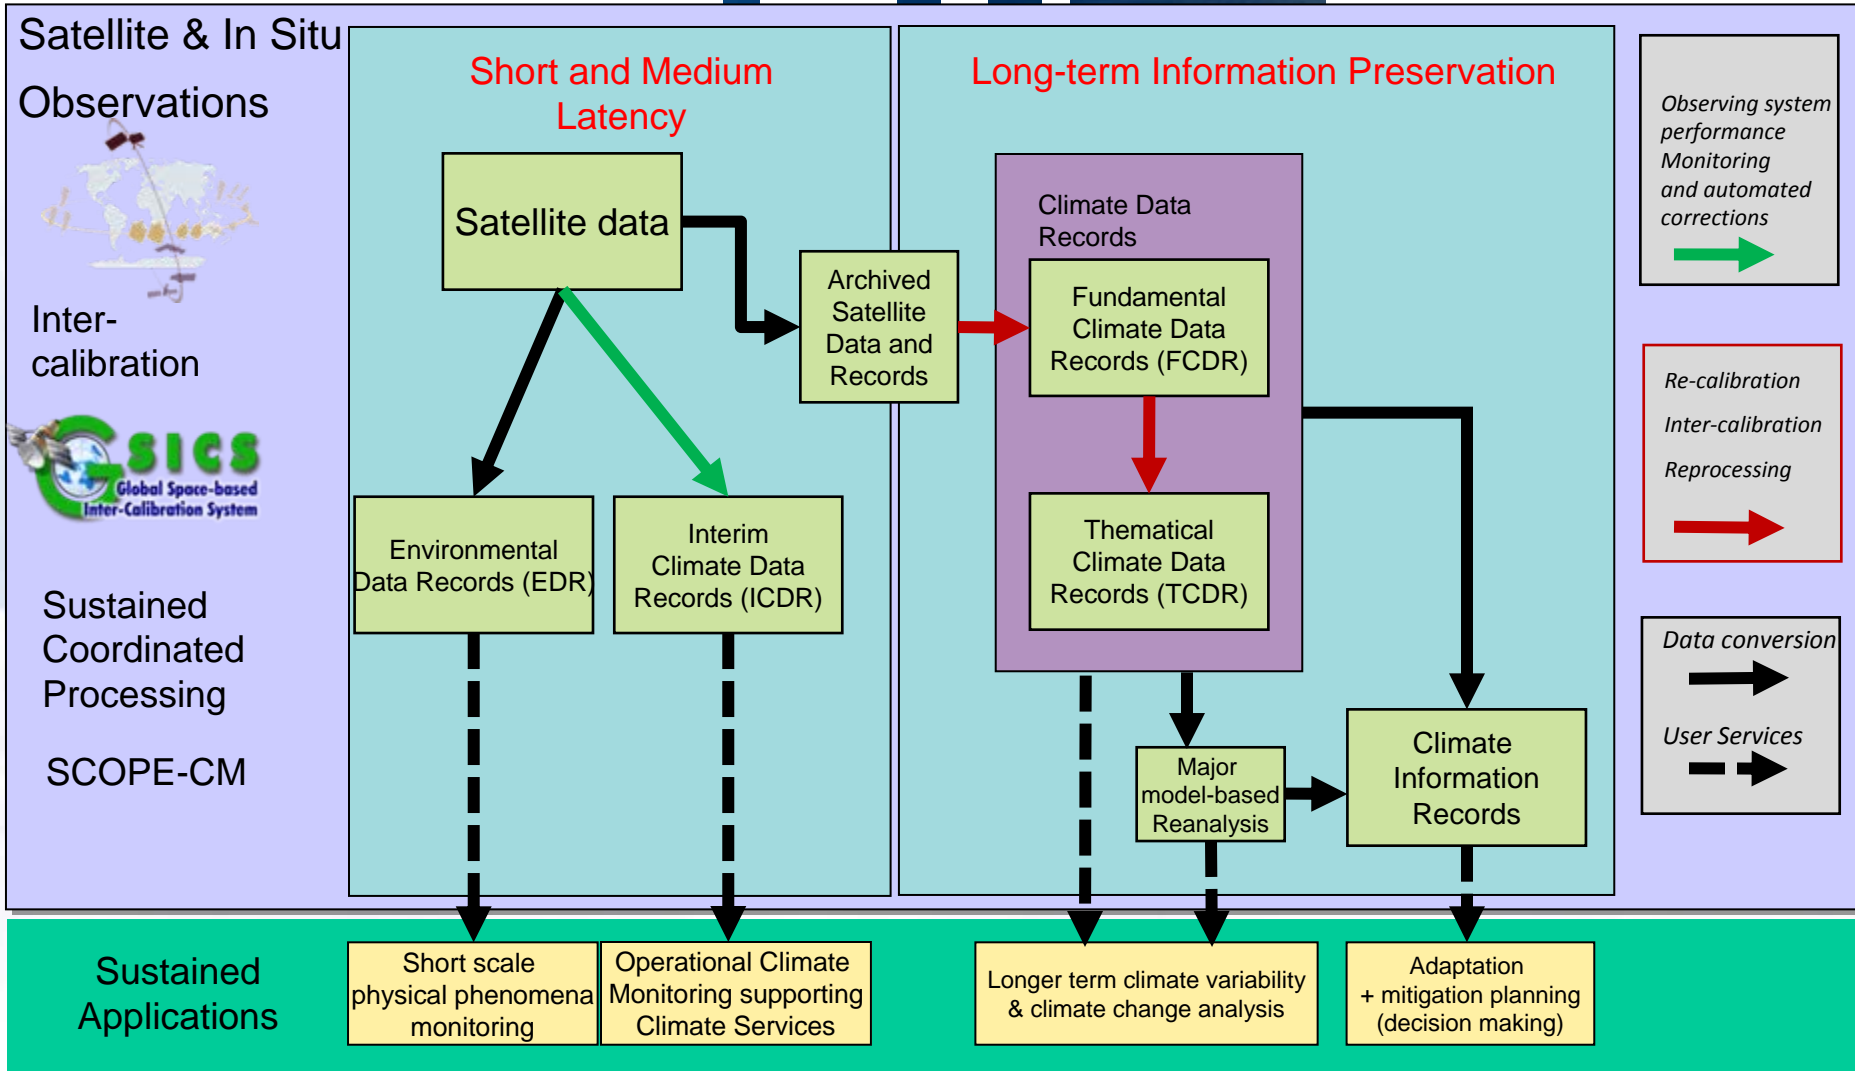 Satellite & In Situ
Observations
Inter-
calibration
GSICS
Global Space-based
Inter-Calibration System
Sustained
Coordinated
Processing
SCOPE-CM
Short and Medium
Latency
Satellite data
Archived
Satellite
Data and
Records
Environmental
Data Records (EDR)
Interim
Climate Data
Records (ICDR)
Long-term Information Preservation
Climate Data
Records
Fundamental
Climate Data
Records (FCDR)
Thematical
Climate Data
Records (TCDR)
Major
model-based
Reanalysis
Climate
Information
Records
Observing system
performance
Monitoring
and automated
corrections
Re-calibration
Inter-calibration
Reprocessing
Data conversion
User Services
Sustained
Applications
Short scale
physical phenomena
monitoring
Operational Climate
Monitoring supporting
Climate Services
Longer term climate variability
& climate change analysis
Adaptation
+ mitigation planning
(decision making)